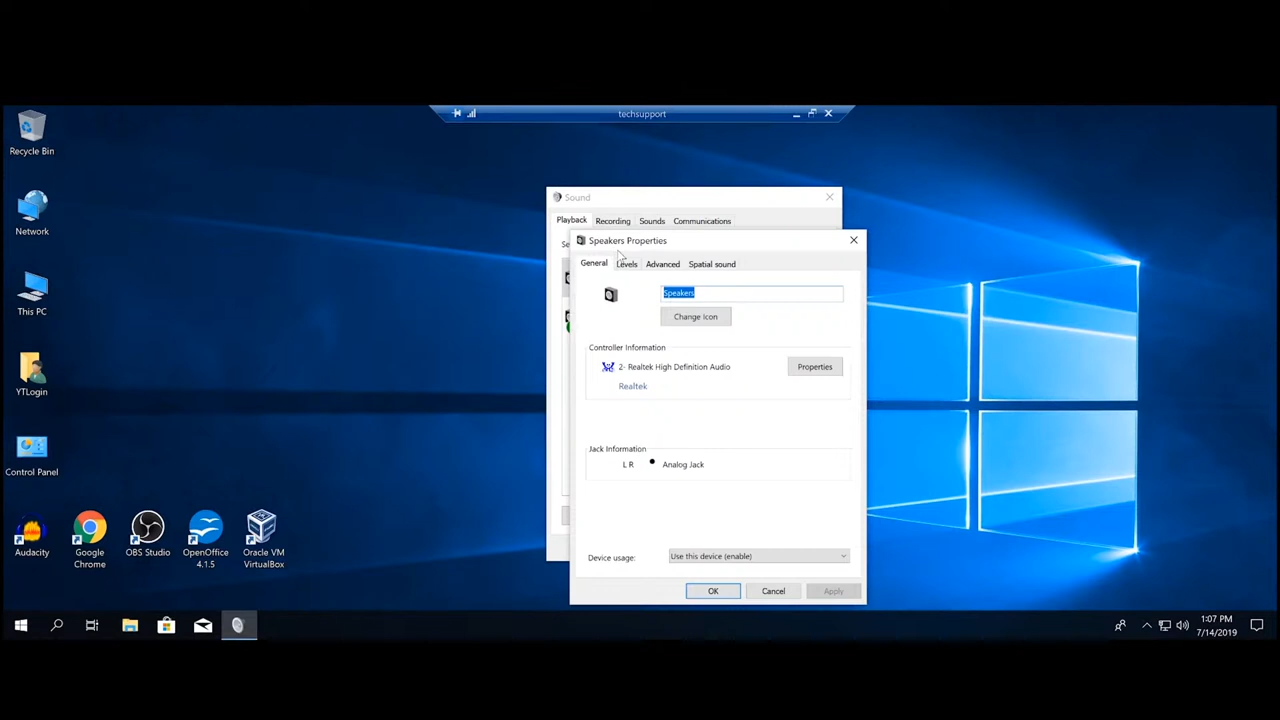 techsupport
Recycle Bin
Network
This PC
YTLogin
Control Panel
Audacity
Google
Chrome
OBS Studio
OpenOffice
4.1.5
Oracle VM
VirtualBox
Sound
Playback
Recording
Sounds
Communications
Se
Speakers Properties
General
Levels
Advanced
Spatial sound
Speakers
Change Icon
Controller Information
2- Realtek High Definition Audio
Properties
Realtek
Jack Information
L R
Analog Jack
Device usage:
Use this device (enable)
OK
Cancel
Apply
1:07 PM
7/14/2019